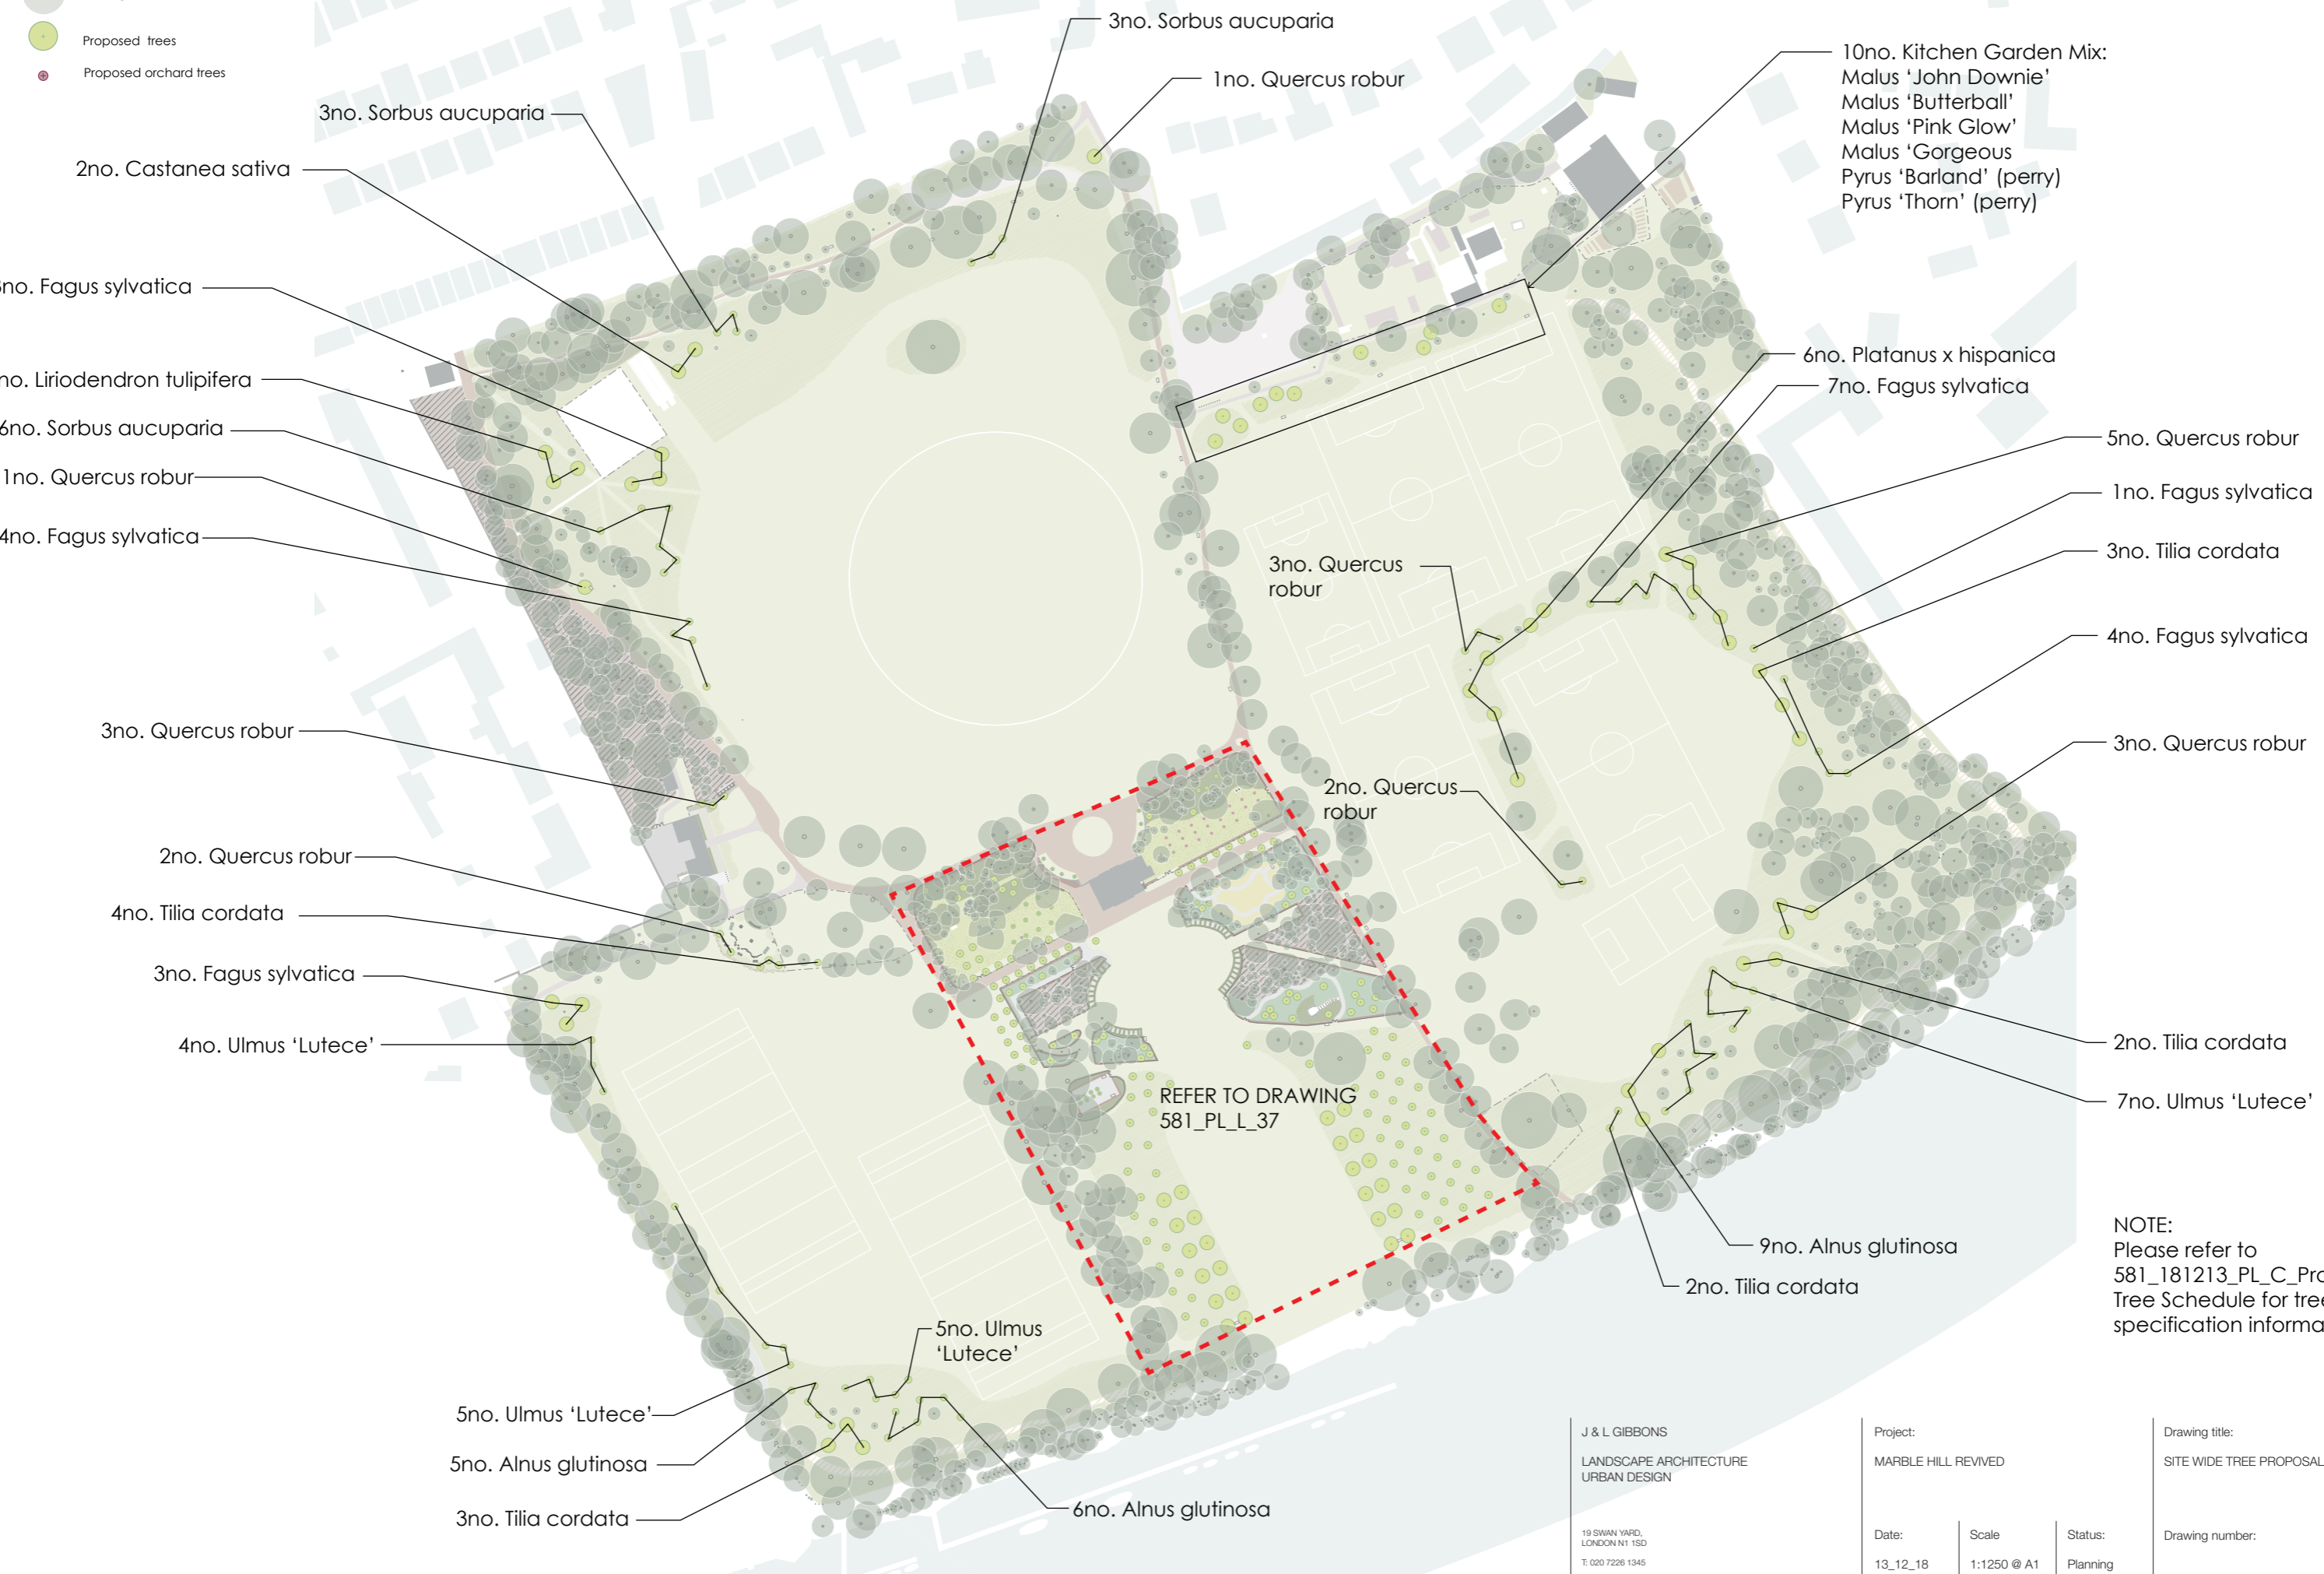 Proposed trees
Proposed orchard trees
3no. Sorbus aucuparia
1no. Quercus robur
10no. Kitchen Garden Mix:
Malus ‘John Downie’
Malus ‘Butterball’
Malus ‘Pink Glow’
Malus ‘Gorgeous
Pyrus ‘Barland’ (perry)
Pyrus ‘Thorn’ (perry)
3no. Sorbus aucuparia
2no. Castanea sativa
no. Fagus sylvatica
no. Liriodendron tulipifera
6no. Sorbus aucuparia
1no. Quercus robur
4no. Fagus sylvatica
3no. Quercus robur
2no. Quercus robur
4no. Tilia cordata
3no. Fagus sylvatica
4no. Ulmus ‘Lutece’
6no. Platanus x hispanica
7no. Fagus sylvatica
5no. Quercus robur
1no. Fagus sylvatica
3no. Tilia cordata
4no. Fagus sylvatica
3no. Quercus robur
3no. Quercus
robur
2no. Quercus
robur
2no. Tilia cordata
7no. Ulmus ‘Lutece’
REFER TO DRAWING
581_PL_L_37
9no. Alnus glutinosa
2no. Tilia cordata
5no. Ulmus
‘Lutece’
5no. Ulmus ‘Lutece’
5no. Alnus glutinosa
3no. Tilia cordata
6no. Alnus glutinosa
NOTE:
Please refer to
581_181213_PL_C_Pro
Tree Schedule for tree
specification informa
J & L GIBBONS
LANDSCAPE ARCHITECTURE
URBAN DESIGN
19 SWAN YARD,
LONDON N1 1SD
T: 020 7226 1345
Project:
MARBLE HILL REVIVED
Date:
13_12_18
Scale
1:1250 @ A1
Status:
Planning
Drawing title:
SITE WIDE TREE PROPOSAL
Drawing number: